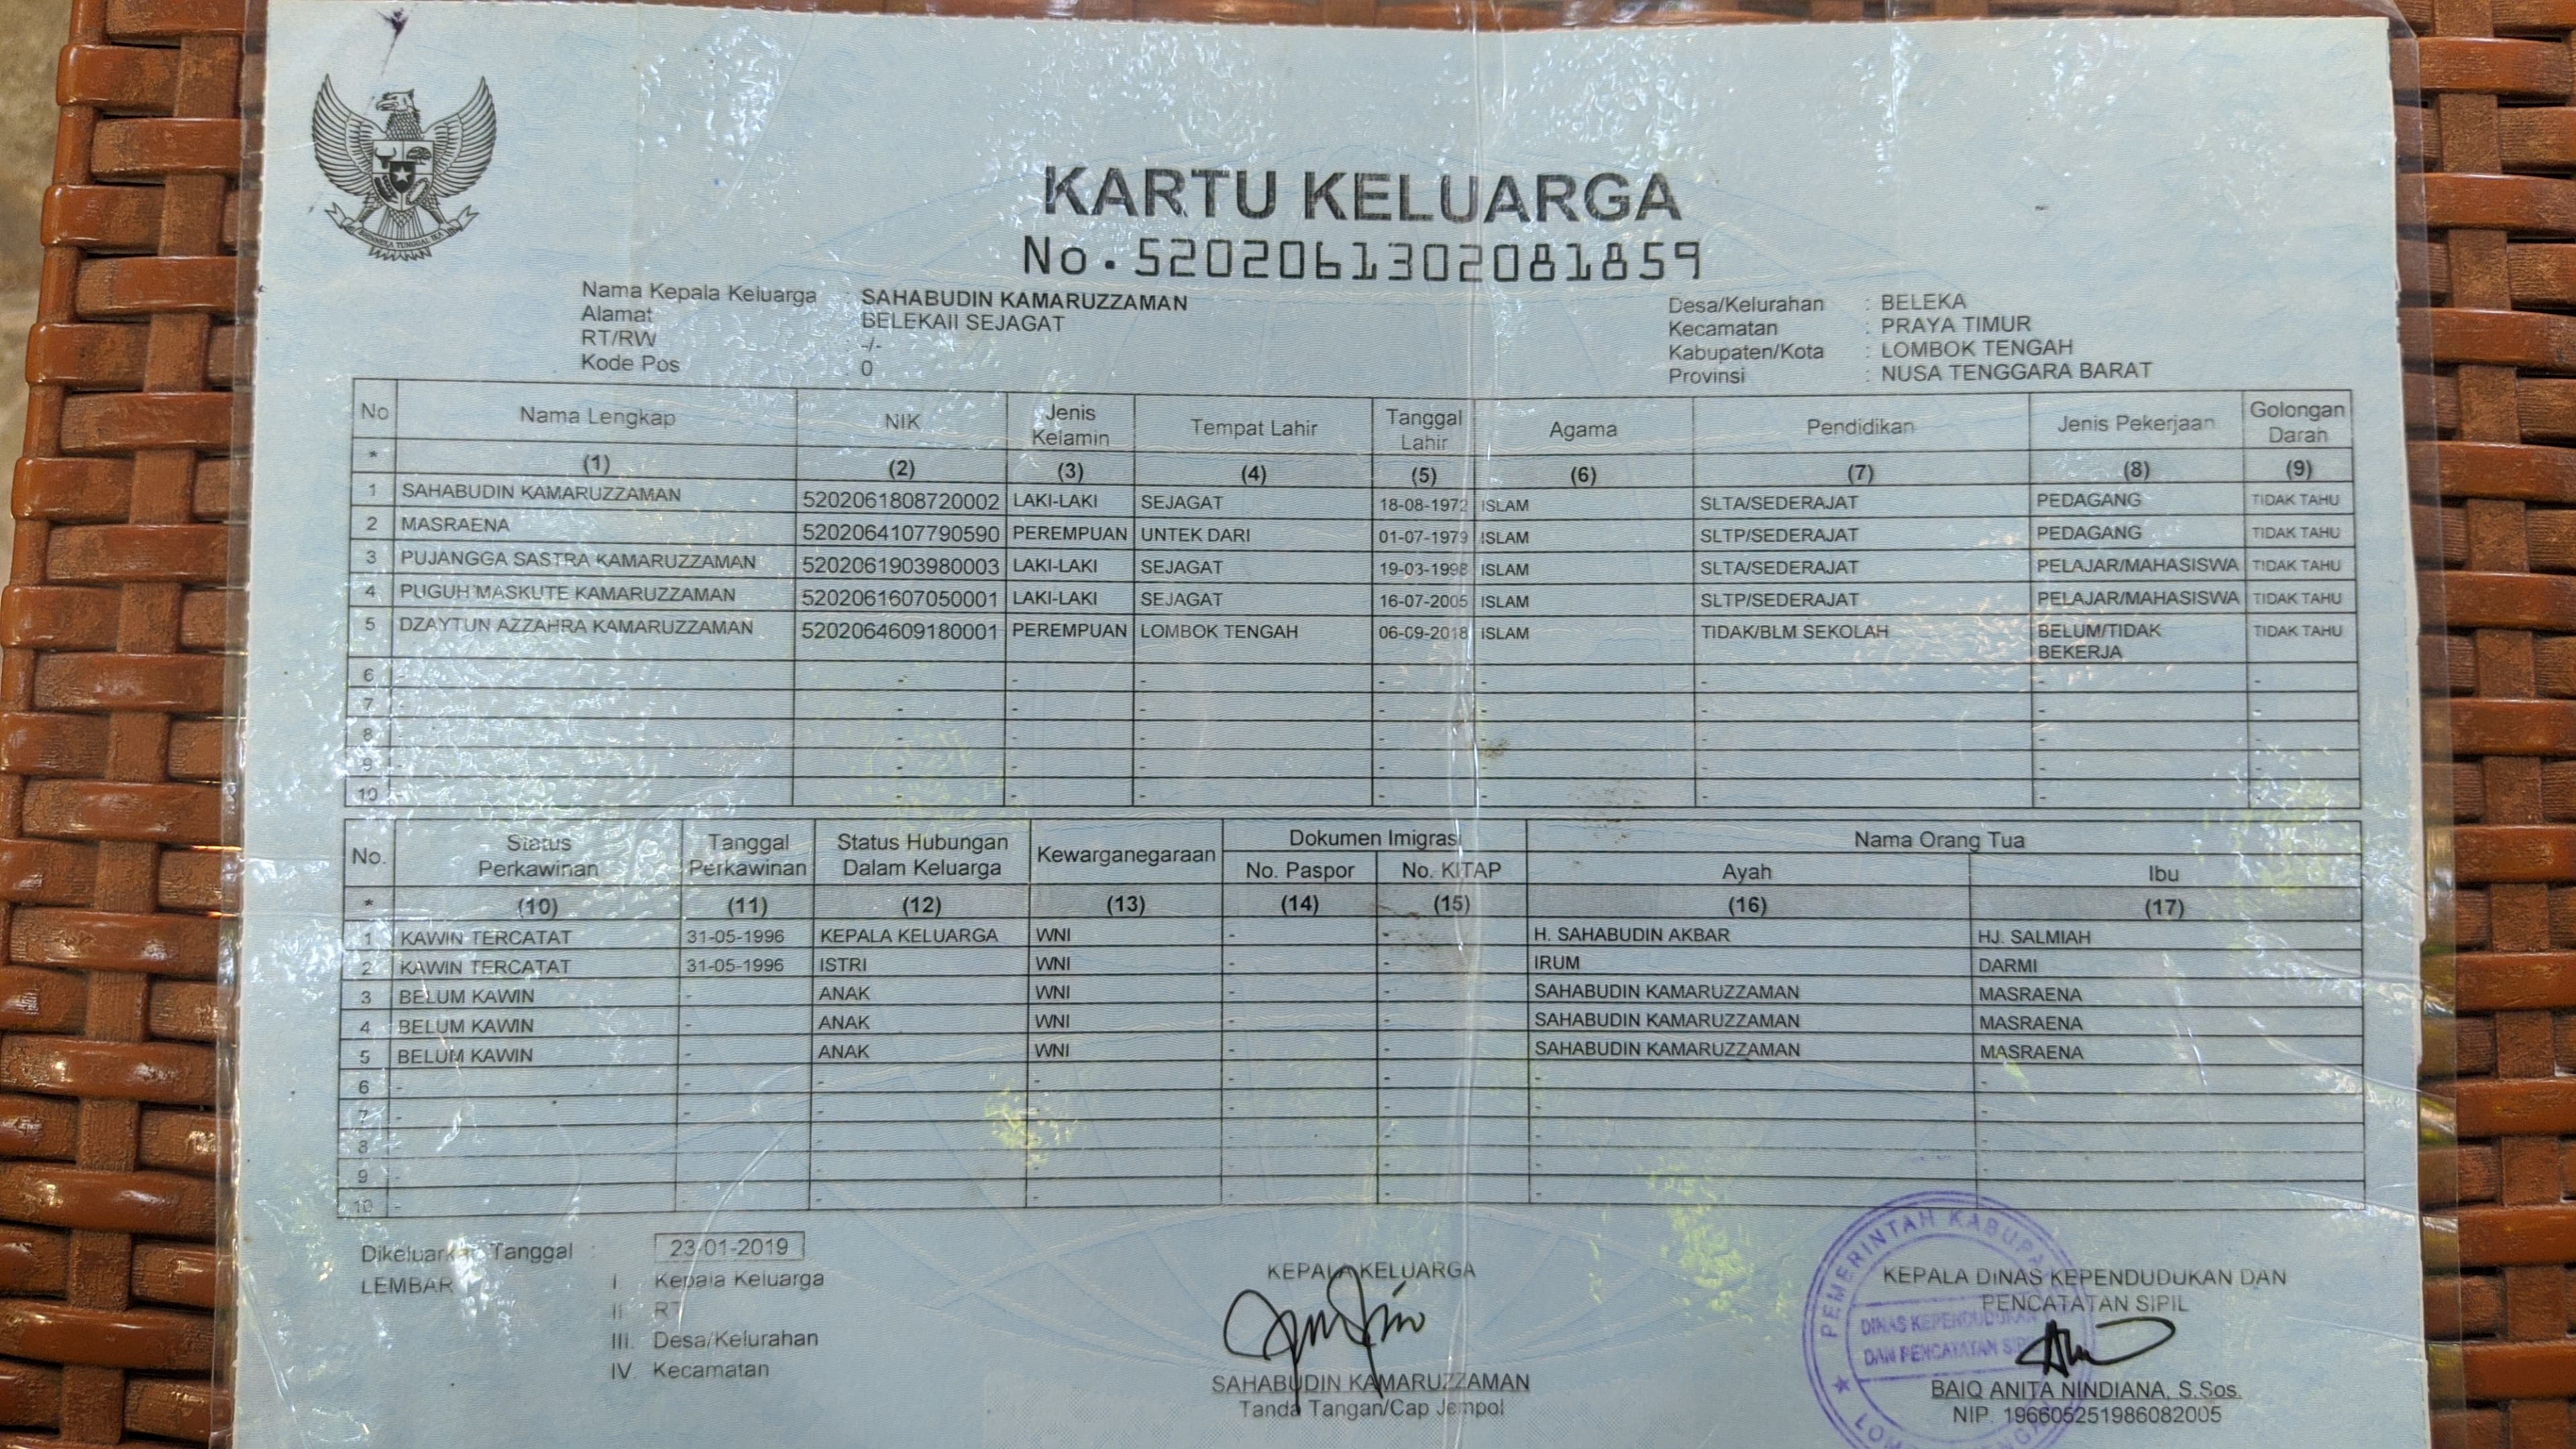 KARTU KELUARGA
No. 5202061302081859
Nama Kepala Keluarga : SAHABUDIN KAMARUZZAMAN
Alamat : BELEKAII SEJAGAT
RT/RW : -/-
Kode Pos : 0
Desa/Kelurahan : BELEKA
Kecamatan : PRAYA TIMUR
Kabupaten/Kota : LOMBOK TENGAH
Provinsi : NUSA TENGGARA BARAT
No Nama Lengkap NIK Jenis Kelamin Tempat Lahir Tanggal Lahir Agama Pendidikan Jenis Pekerjaan Golongan Darah
* (1) (2) (3) (4) (5) (6) (7) (8) (9)
1 SAHABUDIN KAMARUZZAMAN 5202061808720002 LAKI-LAKI SEJAGAT 18-08-1972 ISLAM SLTA/SEDERAJAT PEDAGANG TIDAK TAHU
2 MASRAENA 5202064107790590 PEREMPUAN UNTEK DARI 01-07-1979 ISLAM SLTP/SEDERAJAT PEDAGANG TIDAK TAHU
3 PUJANGGA SASTRA KAMARUZZAMAN 5202061903980003 LAKI-LAKI SEJAGAT 19-03-1998 ISLAM SLTA/SEDERAJAT PELAJAR/MAHASISWA TIDAK TAHU
4 PUGUH MASKUTE KAMARUZZAMAN 5202061607050001 LAKI-LAKI SEJAGAT 16-07-2005 ISLAM SLTP/SEDERAJAT PELAJAR/MAHASISWA TIDAK TAHU
5 DZAYTUN AZZAHRA KAMARUZZAMAN 5202064609180001 PEREMPUAN LOMBOK TENGAH 06-09-2018 ISLAM TIDAK/BLM SEKOLAH BELUM/TIDAK BEKERJA TIDAK TAHU
6 - - - - - - - - -
7 - - - - - - - - -
8 - - - - - - - - -
9 - - - - - - - - -
10 - - - - - - - - -
No. Status Perkawinan Tanggal Perkawinan Status Hubungan Dalam Keluarga Kewarganegaraan Dokumen Imigrasi Nama Orang Tua
No. Paspor No. KITAP Ayah Ibu
* (10) (11) (12) (13) (14) (15) (16) (17)
1 KAWIN TERCATAT 31-05-1996 KEPALA KELUARGA WNI - - H. SAHABUDIN AKBAR HJ. SALMIAH
2 KAWIN TERCATAT 31-05-1996 ISTRI WNI - - IRUM DARMI
3 BELUM KAWIN - ANAK WNI - - SAHABUDIN KAMARUZZAMAN MASRAENA
4 BELUM KAWIN - ANAK WNI - - SAHABUDIN KAMARUZZAMAN MASRAENA
5 BELUM KAWIN - ANAK WNI - - SAHABUDIN KAMARUZZAMAN MASRAENA
6 - - - - - - - -
7 - - - - - - - -
8 - - - - - - - -
9 - - - - - - - -
10 - - - - - - - -
Tanggal : 23-01-2019
LEMBAR : I Kepala Keluarga
II RT
III. Desa/Kelurahan
IV. Kecamatan
KEPALA KELUARGA
SAHABUDIN KAMARUZZAMAN
Tanda Tangan/Cap Jempol
KEPALA DINAS KEPENDUDUKAN DAN
PENCATATAN SIPIL
BAIQ ANITA NINDIANA, S.Sos.
NIP. 196605251986082005
PEMERINTAH
DINAS KEPENDUDUKAN
DAN PENCATATAN